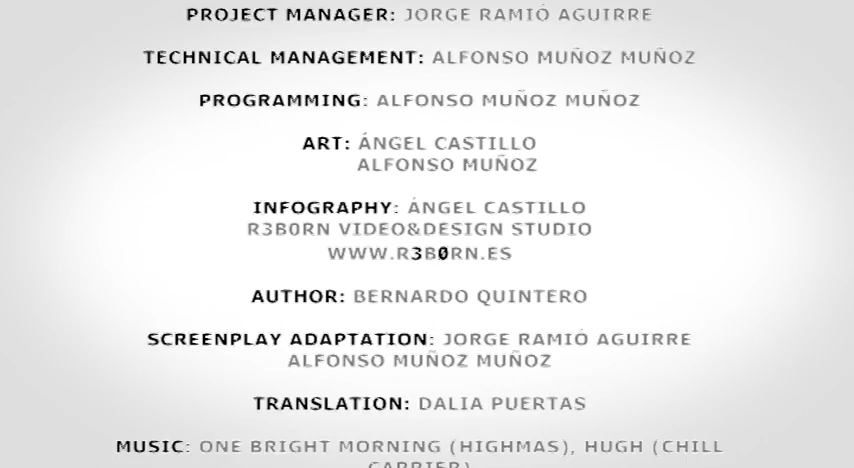 PROJECT MANAGER: JORGE RAMIÓ AGUIRRE
TECHNICAL MANAGEMENT: ALFONSO MUÑOZ MUÑOZ
PROGRAMMING: ALFONSO MUÑOZ MUÑOZ
ART: ÁNGEL CASTILLO
ALFONSO MUÑOZ
INFOGRAPHY: ÁNGEL CASTILLO
R3B0RN VIDEO&DESIGN STUDIO
WWW.R3B0RN.ES
AUTHOR: BERNARDO QUINTERO
SCREENPLAY ADAPTATION: JORGE RAMIÓ AGUIRRE
ALFONSO MUÑOZ MUÑOZ
TRANSLATION: DALIA PUERTAS
MUSIC: ONE BRIGHT MORNING (HIGHMAS), HUGH (CHILL
CARRIER)